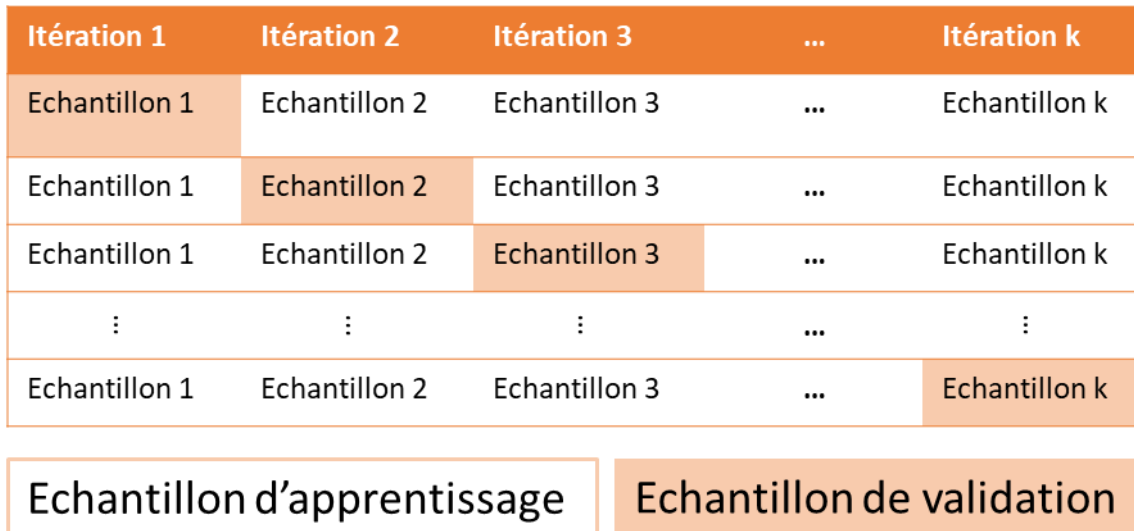 Itération 1 Itération 2 Itération 3 ... Itération k
Echantillon 1 Echantillon 2 Echantillon 3 ... Echantillon k
Echantillon 1 Echantillon 2 Echantillon 3 ... Echantillon k
Echantillon 1 Echantillon 2 Echantillon 3 ... Echantillon k
⋮ ⋮ ⋮ ... ⋮
Echantillon 1 Echantillon 2 Echantillon 3 ... Echantillon k
Echantillon d’apprentissage Echantillon de validation